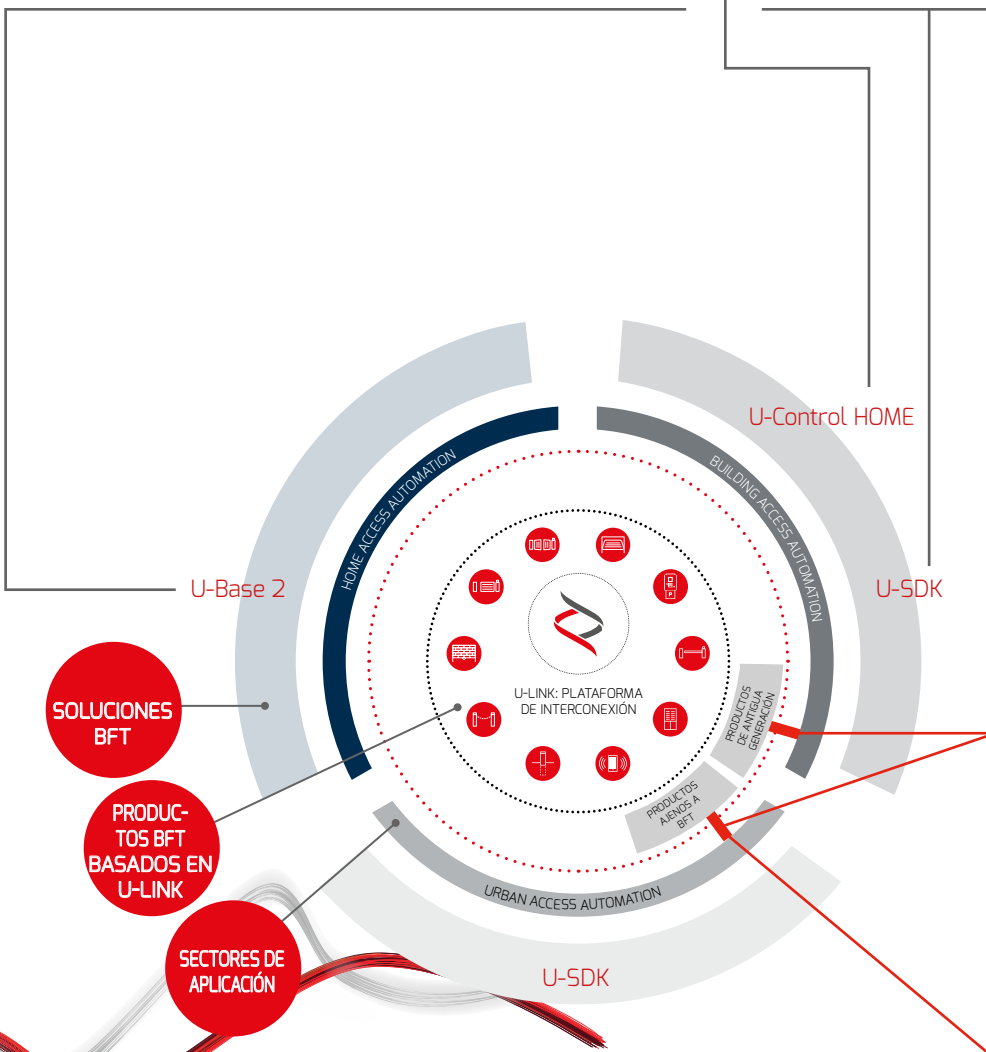 U-Control HOME
HOME ACCESS AUTOMATION
BUILDING ACCESS AUTOMATION
U-Base 2
U-SDK
SOLUCIONES
BFT
U-LINK: PLATAFORMA
DE INTERCONEXIÓN
P
PRODUCTOS
DE ANTIGUA
GENERACIÓN
PRODUCTOS
AJENOS A
BFT
PRODUC-
TOS BFT
BASADOS EN
U-LINK
URBAN ACCESS AUTOMATION
SECTORES DE
APLICACIÓN
U-SDK